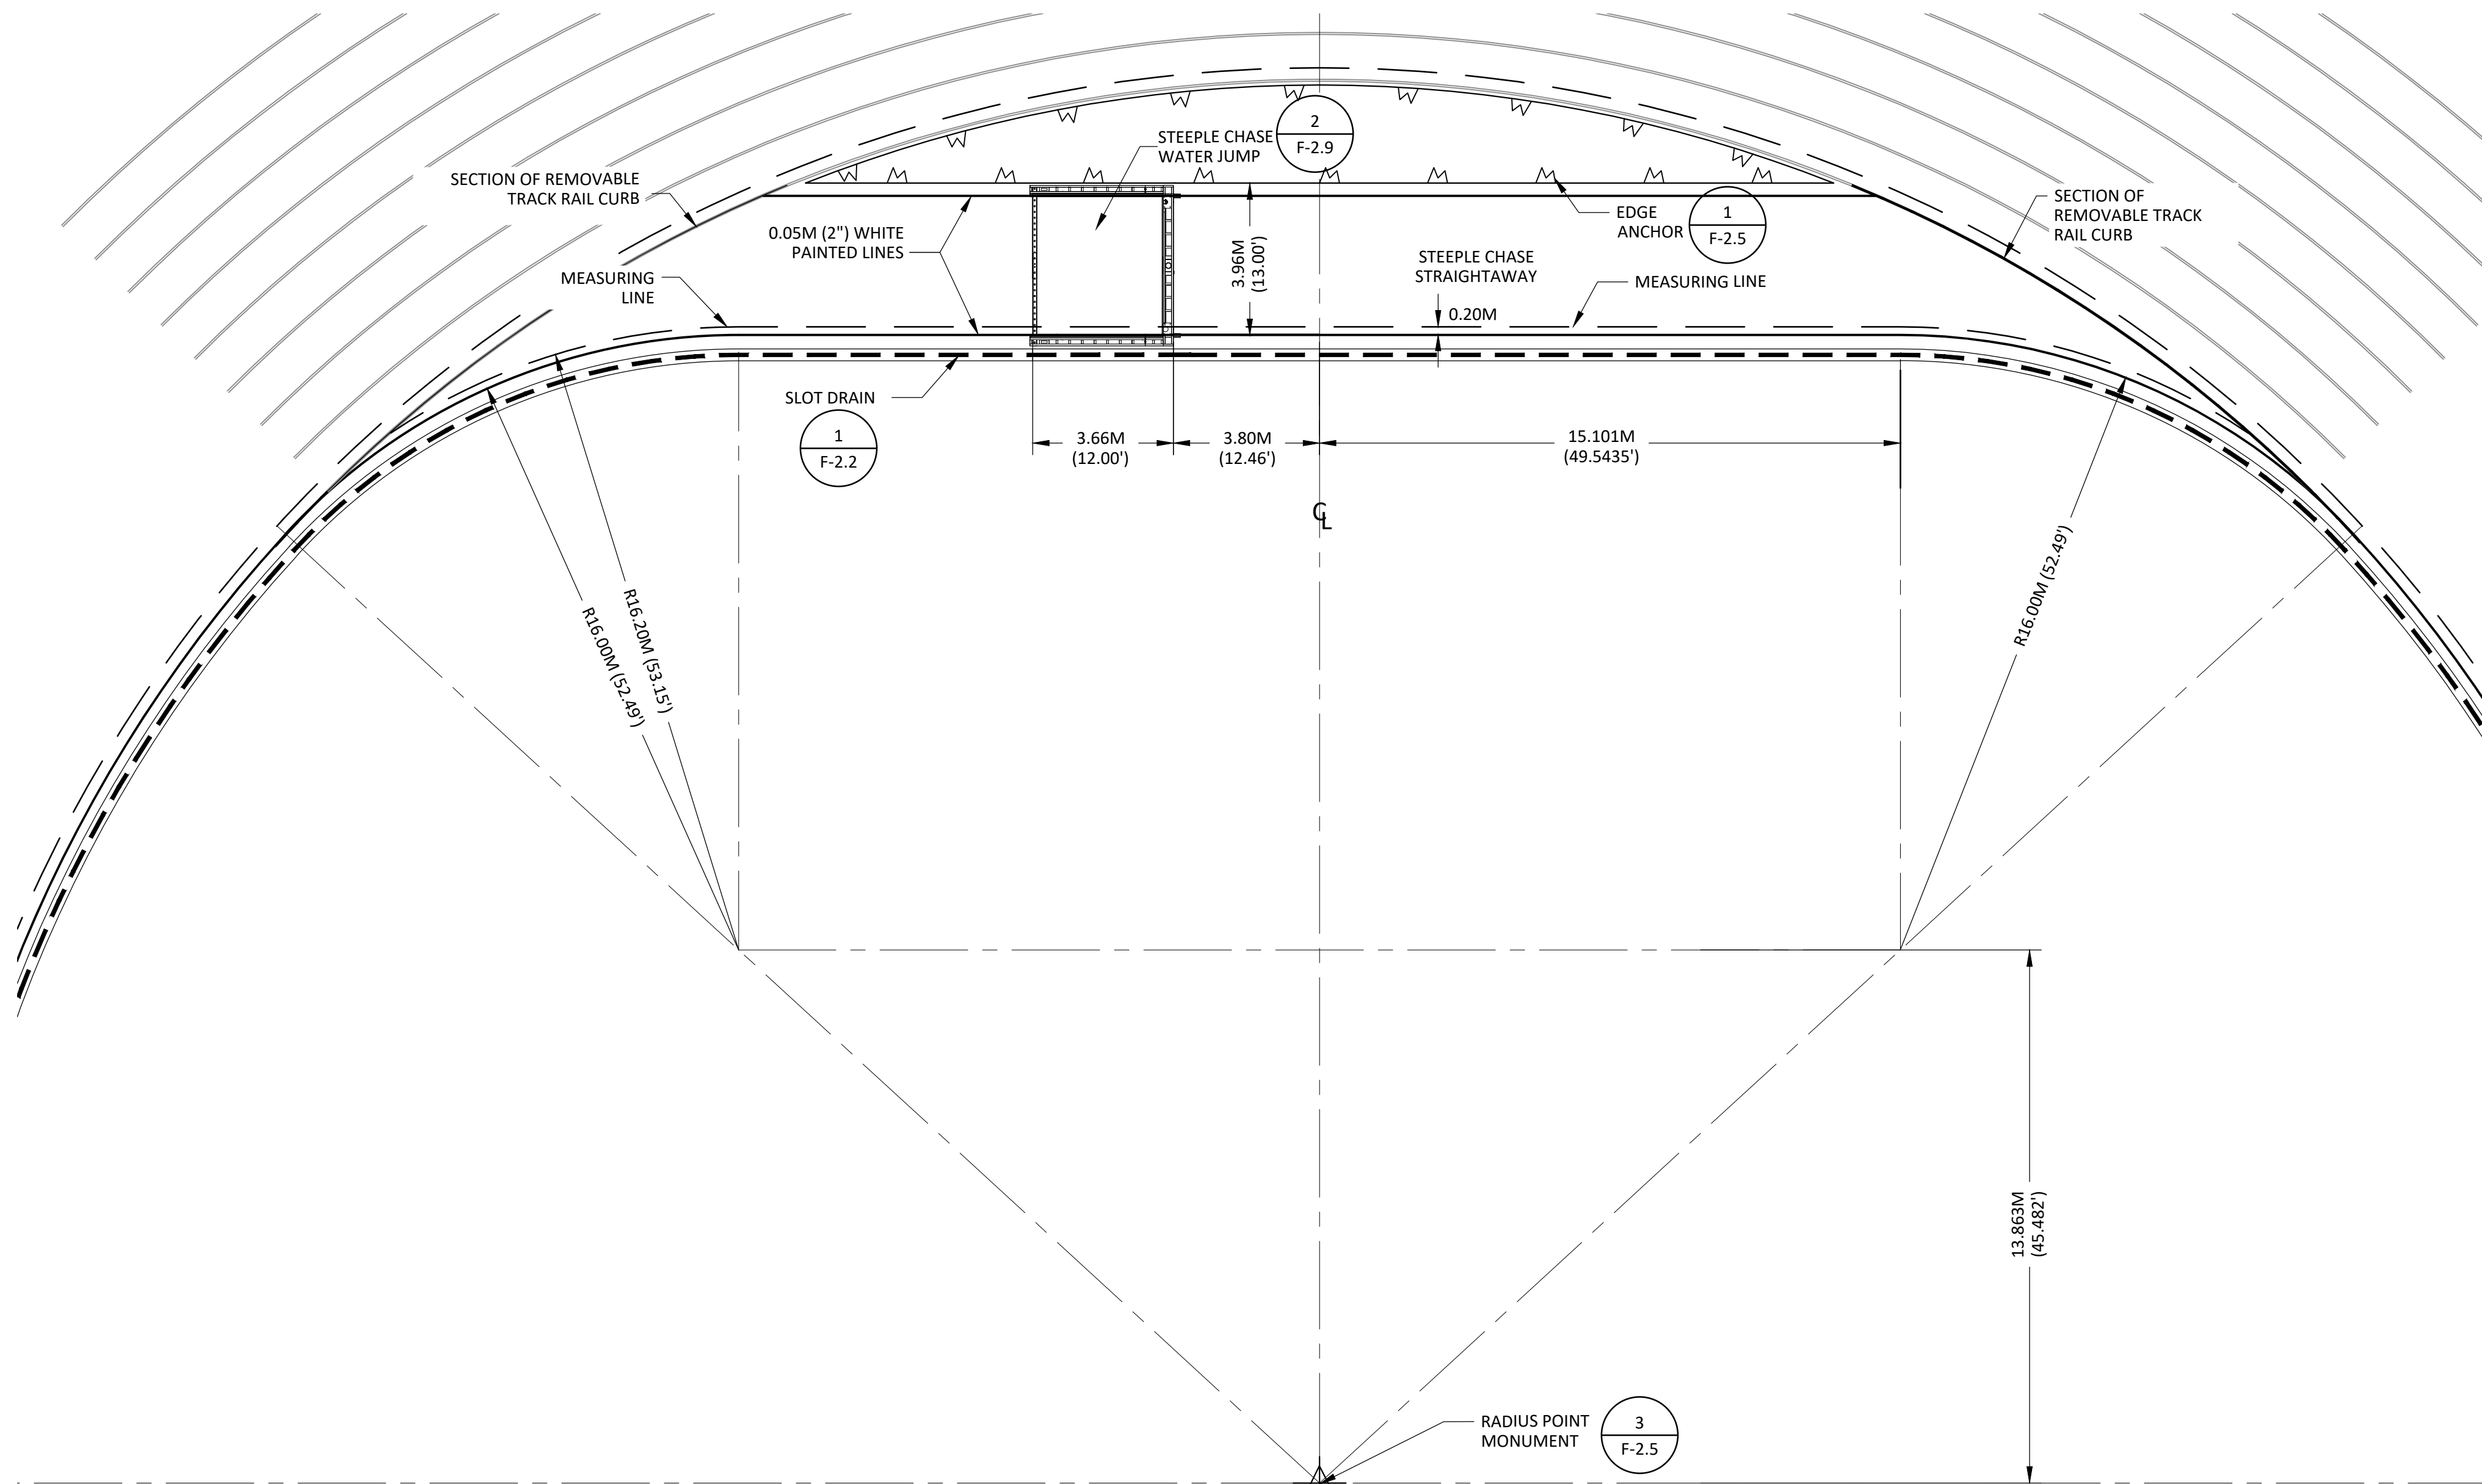 2
F-2.9
STEEPLE CHASE
WATER JUMP
SECTION OF REMOVABLE
TRACK RAIL CURB
SECTION OF
REMOVABLE TRACK
RAIL CURB
EDGE
ANCHOR
1
F-2.5
0.05M (2") WHITE
PAINTED LINES
3.96M
(13.00')
STEEPLE CHASE
STRAIGHTAWAY
MEASURING
LINE
MEASURING LINE
0.20M
SLOT DRAIN
1
F-2.2
3.66M
(12.00')
3.80M
(12.46')
15.101M
(49.5435')
CL
R16.00M (52.49')
R16.20M (53.15')
R16.00M (52.49')
13.863M
(45.482')
RADIUS POINT
MONUMENT
3
F-2.5